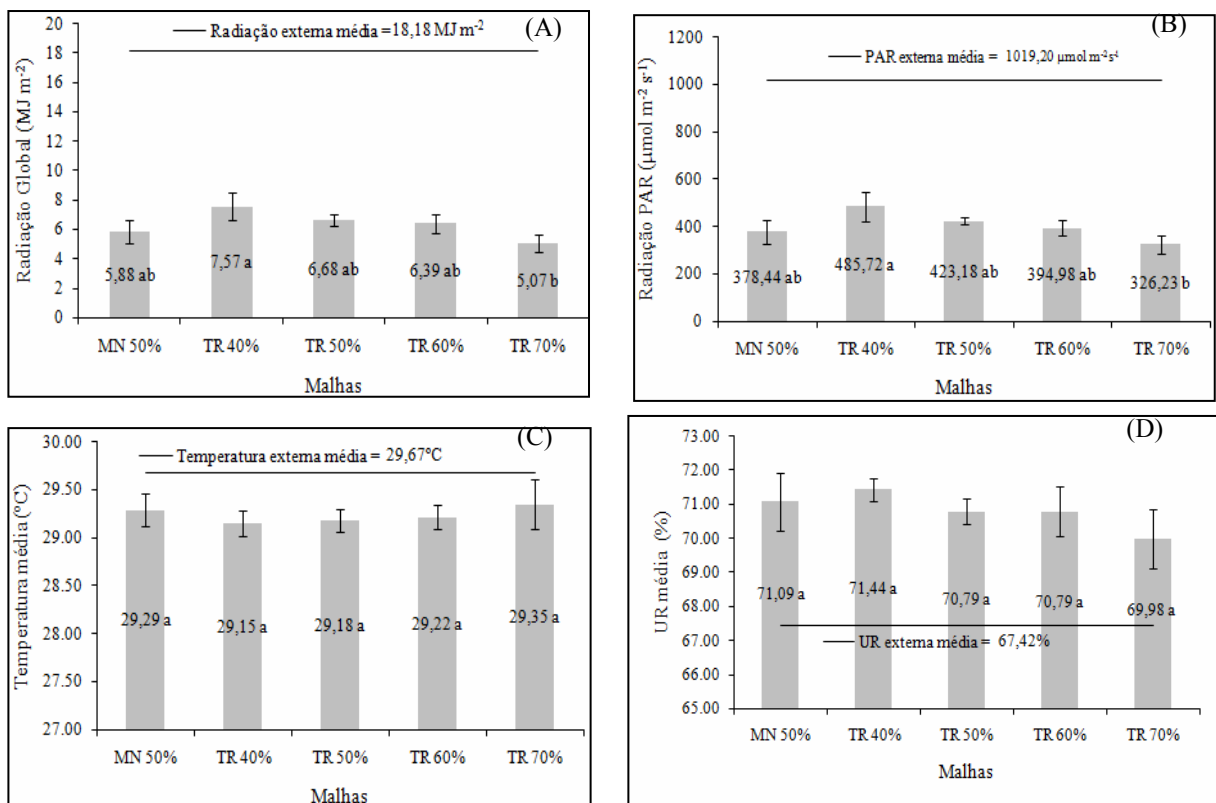 (A)
Radiação externa média =18,18 MJ m-2
Radiação Global (MJ m-2)
20
18
16
14
12
10
8
6
4
2
0
5,88 ab
7,57 a
6,68 ab
6,39 ab
5,07 b
MN 50%
TR 40%
TR 50%
TR 60%
TR 70%
Malhas
(B)
PAR externa média = 1019,20 µmol m-2 s-1
Radiação PAR (µmol m-2 s-1)
1200
1000
800
600
400
200
0
378,44 ab
485,72 a
423,18 ab
394,98 ab
326,23 b
MN 50%
TR 40%
TR 50%
TR 60%
TR 70%
Malhas
(C)
Temperatura externa média = 29,67ºC
Temperatura média (ºC)
30.00
29.50
29.00
28.50
28.00
27.50
27.00
29,29 a
29,15 a
29,18 a
29,22 a
29,35 a
MN 50%
TR 40%
TR 50%
TR 60%
TR 70%
Malhas
(D)
UR média (%)
73.00
72.00
71.00
70.00
69.00
68.00
67.00
66.00
65.00
71,09 a
71,44 a
70,79 a
70,79 a
69,98 a
UR externa média = 67,42%
MN 50%
TR 40%
TR 50%
TR 60%
TR 70%
Malhas